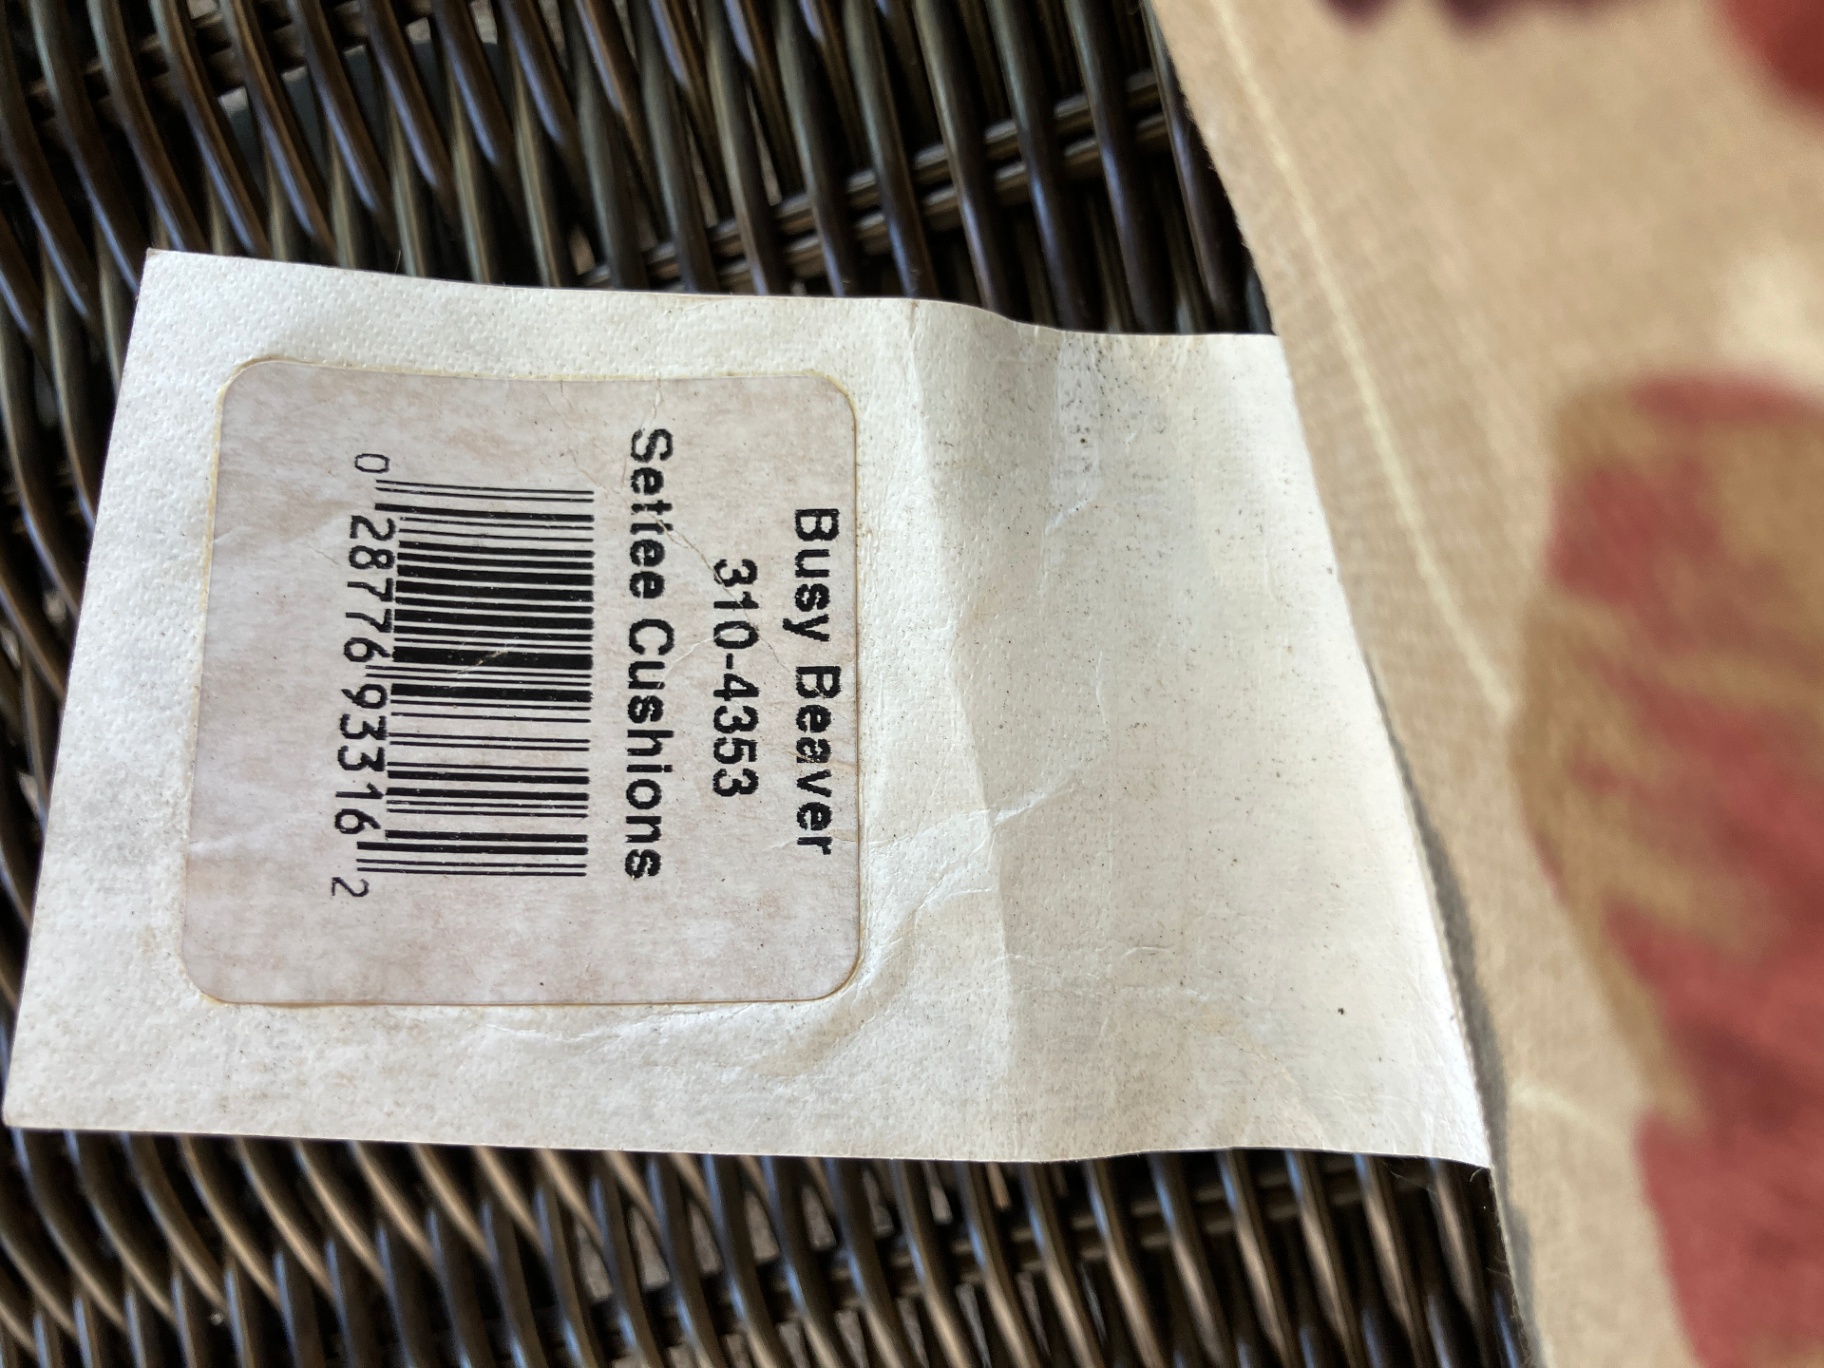 Busy Beaver
310-4353
Settee Cushions
0 28776 93316 2